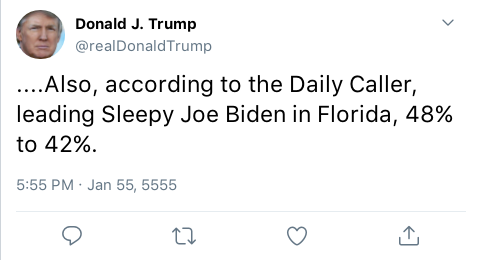 Donald J. Trump
@realDonaldTrump
....Also, according to the Daily Caller,
leading Sleepy Joe Biden in Florida, 48%
to 42%.
5:55 PM · Jan 55, 5555